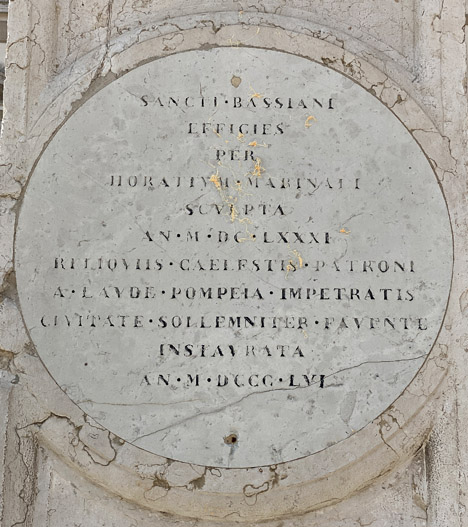 SANCTI·BASSIANI
EFFIGIES
PER
HORATIVM·MARINALI
SCVLPTA
AN·M·DC·LXXXI
RELIQVIIS·CAELESTIS·PATRONI
A·LAVDE·POMPEIA·IMPETRATIS
CIVITATE·SOLLEMNITER·FAVENTE
INSTAVRATA
AN·M·DCCC·LVI